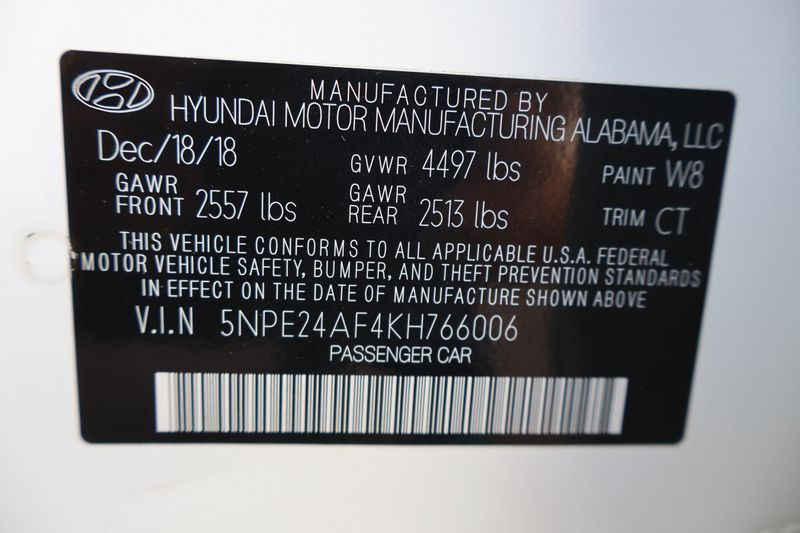 MANUFACTURED BY
HYUNDAI MOTOR MANUFACTURING ALABAMA, LLC
Dec/18/18 GVWR 4497 lbs PAINT W8
GAWR FRONT 2557 lbs GAWR REAR 2513 lbs TRIM CT
THIS VEHICLE CONFORMS TO ALL APPLICABLE U.S.A. FEDERAL
MOTOR VEHICLE SAFETY, BUMPER, AND THEFT PREVENTION STANDARDS
IN EFFECT ON THE DATE OF MANUFACTURE SHOWN ABOVE
V.I.N 5NPE24AF4KH766006
PASSENGER CAR